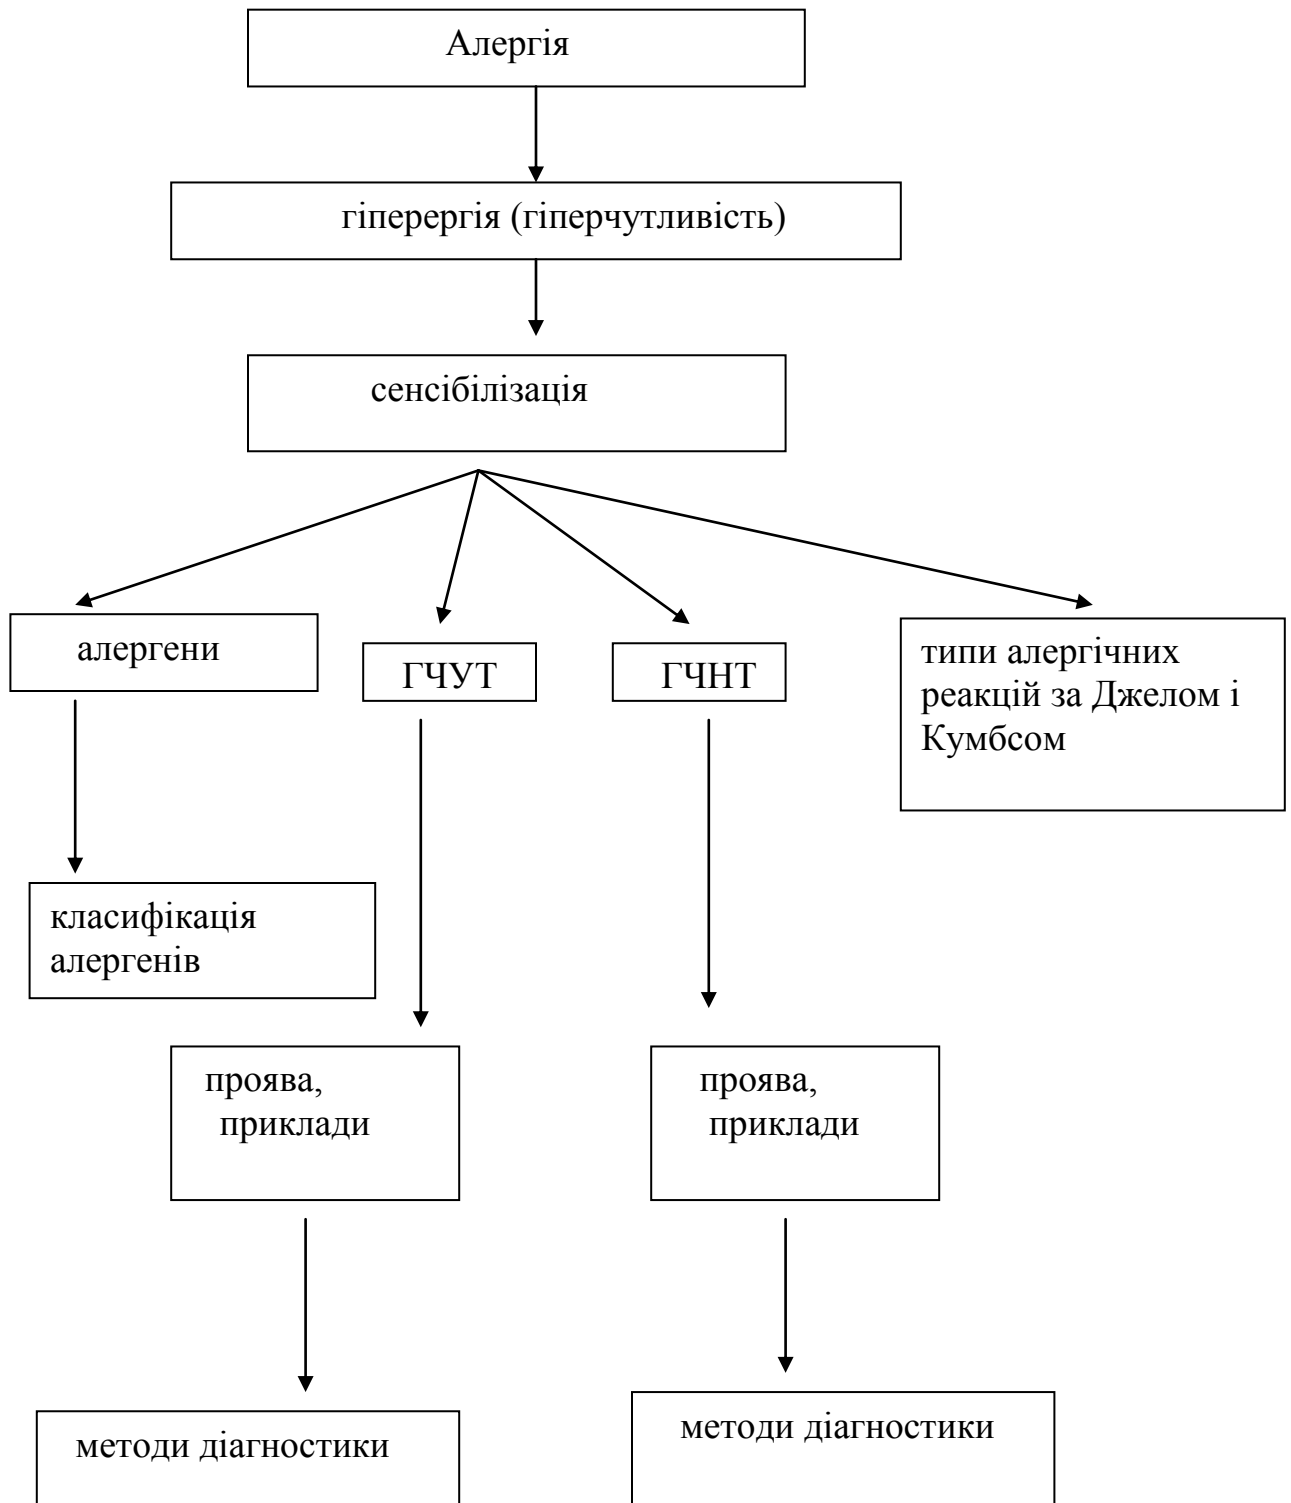 Алергія
гіперергія (гіперчутливість)
сенсібілізація
алергени
ГЧУТ
ГЧНТ
типи алергічних
реакцій за Джелом і
Кумбсом
класифікація
алергенів
проява,
приклади
проява,
приклади
методи діагностики
методи діагностики